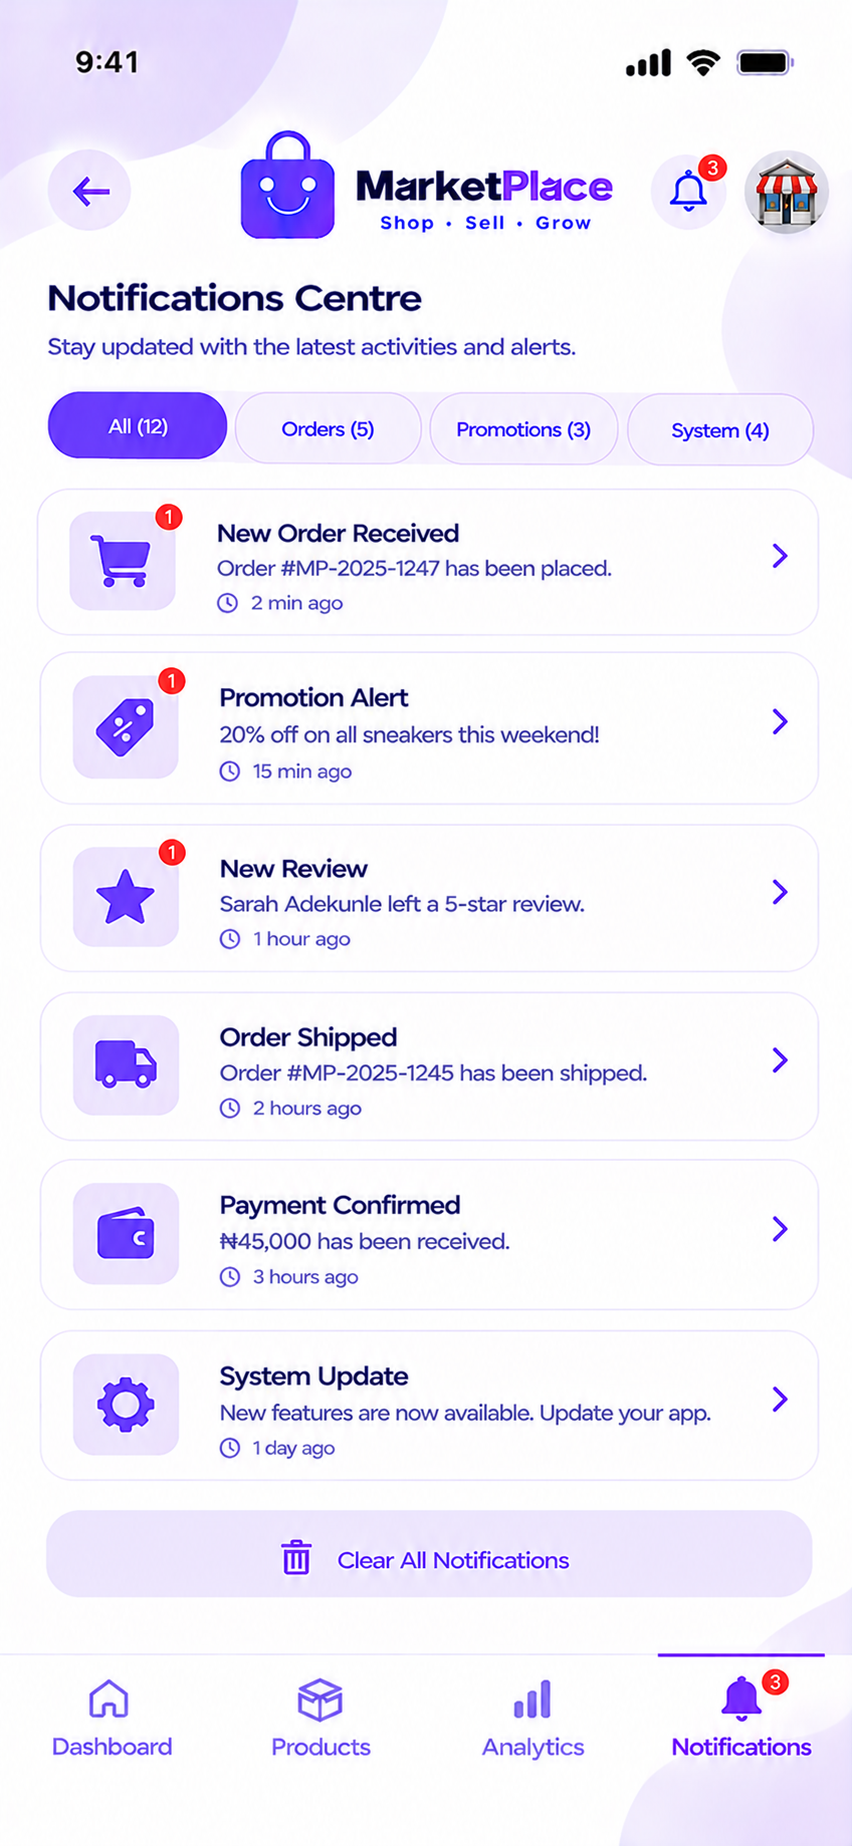 9:41
MarketPlace
Shop • Sell • Grow
3
Notifications Centre
Stay updated with the latest activities and alerts.
All (12)
Orders (5)
Promotions (3)
System (4)
1
New Order Received
Order #MP-2025-1247 has been placed.
2 min ago
1
Promotion Alert
20% off on all sneakers this weekend!
15 min ago
1
New Review
Sarah Adekunle left a 5-star review.
1 hour ago
Order Shipped
Order #MP-2025-1245 has been shipped.
2 hours ago
Payment Confirmed
₦45,000 has been received.
3 hours ago
System Update
New features are now available. Update your app.
1 day ago
Clear All Notifications
3
Dashboard
Products
Analytics
Notifications